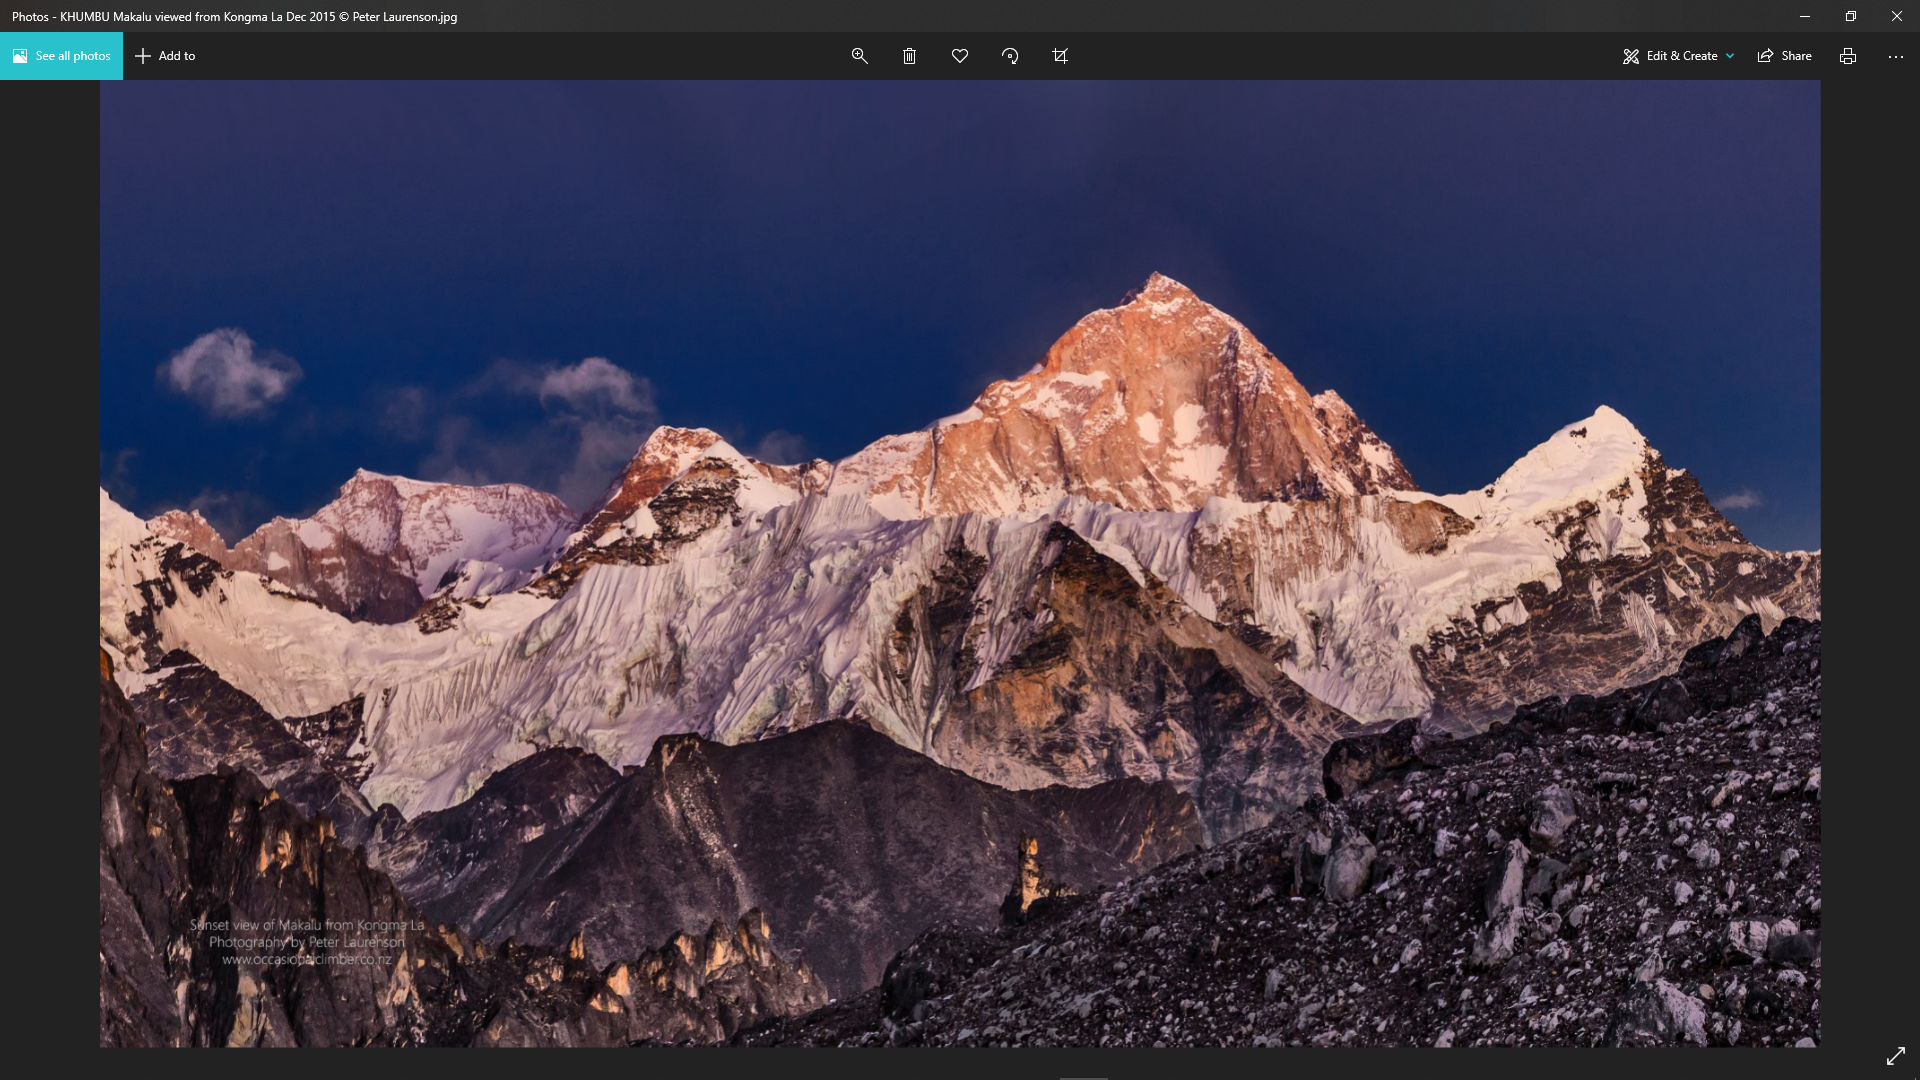 Photos - KHUMBU Makalu viewed from Kongma La Dec 2015 © Peter Laurenson.jpg
See all photos
Add to
Edit & Create
Share
Sunset view of Makalu from Kongma La
Photography by Peter Laurenson
www.occasionalclimber.co.nz